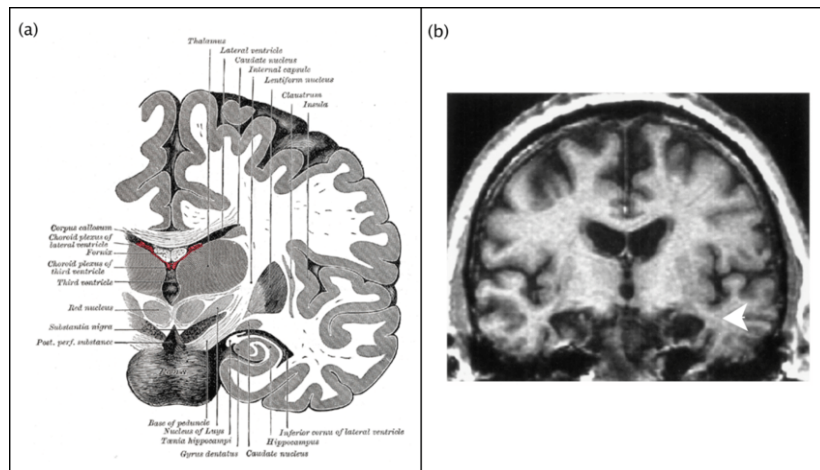 (a)
(b)
Thalamus
Lateral ventricle
Caudate nucleus
Internal capsule
Lentiform nucleus
Claustrum
Insula
Corpus callosum
Choroid plexus of
lateral ventricle
Fornix
Choroid plexus of
third ventricle
Third ventricle
Red nucleus
Substantia nigra
Post. perf. substance
Base of peduncle
Nucleus of Luys
Tænia hippocampi
Gyrus dentatus
Caudate nucleus
Hippocampus
Inferior cornu of lateral ventricle